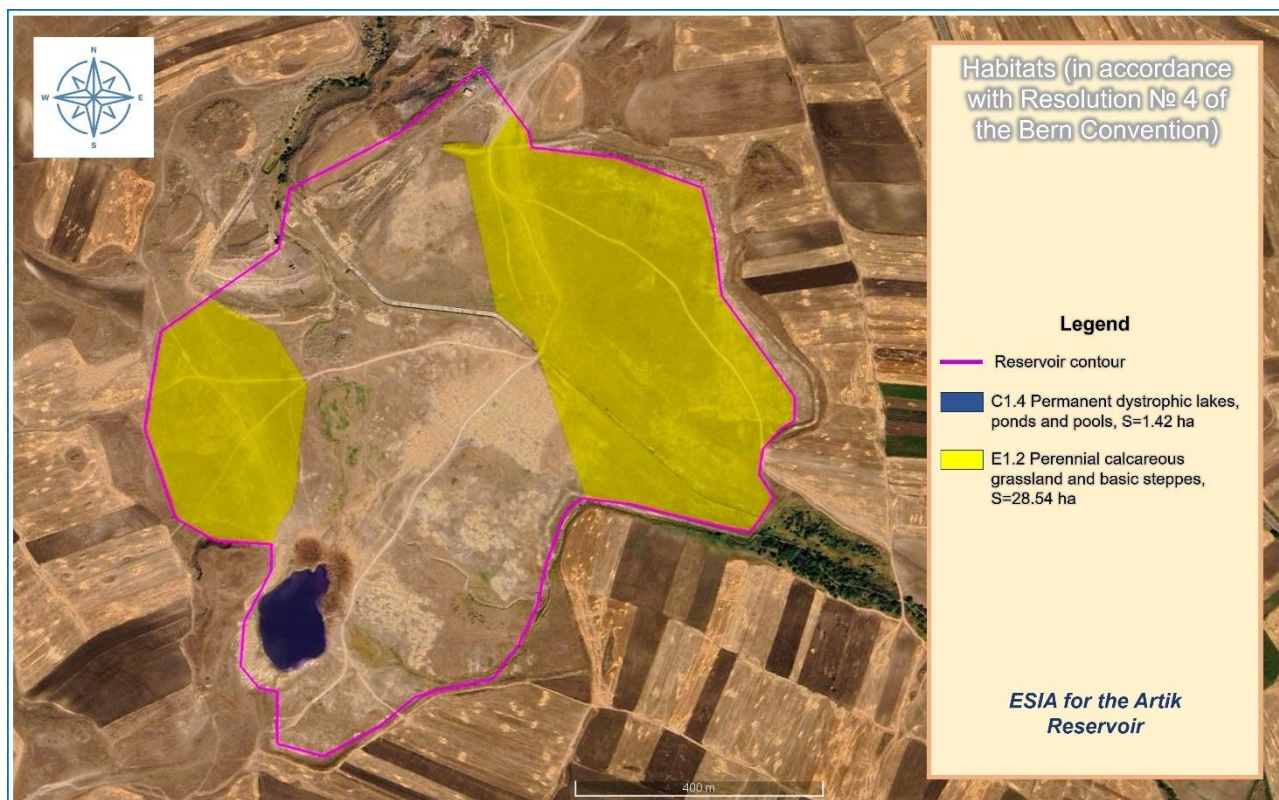 N
W
E
S
Habitats (in accordance
with Resolution № 4 of
the Bern Convention)
Legend
Reservoir contour
C1.4 Permanent dystrophic lakes,
ponds and pools, S=1.42 ha
E1.2 Perennial calcareous
grassland and basic steppes,
S=28.54 ha
ESIA for the Artik
Reservoir
400 m